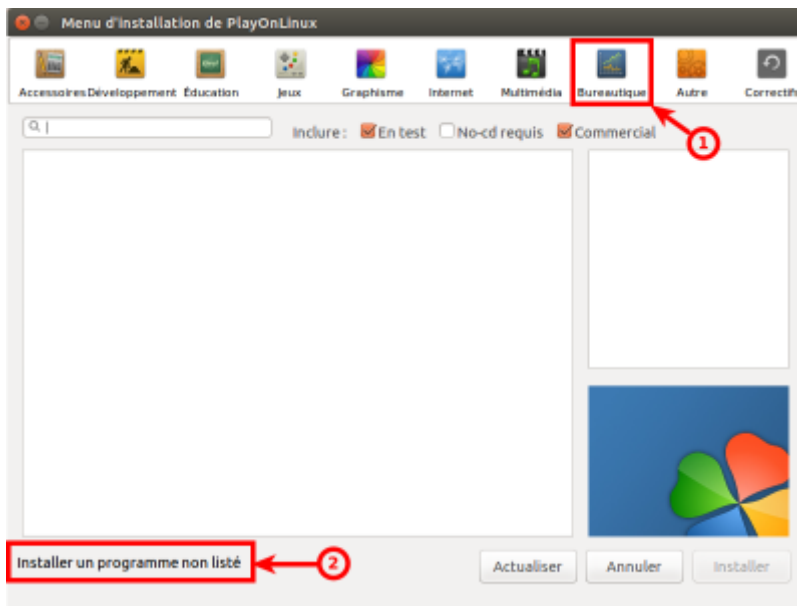 Menu d'installation de PlayOnLinux
Accessoires Développement Éducation Jeux Graphisme Internet Multimédia Bureautique Autre Correctifs
Inclure : En test No-cd requis Commercial
1
Installer un programme non listé
2
Actualiser Annuler Installer